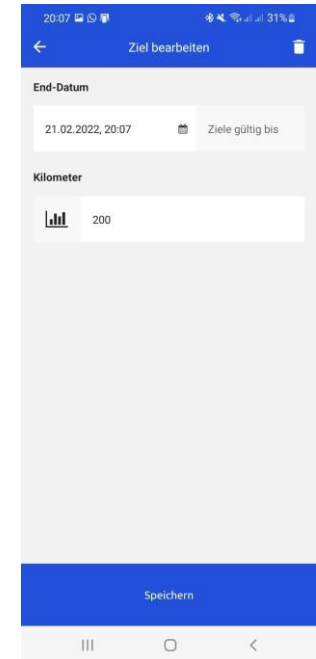 20:07 31%
Ziel bearbeiten
End-Datum
21.02.2022, 20:07 Ziele gültig bis
Kilometer
200
Speichern